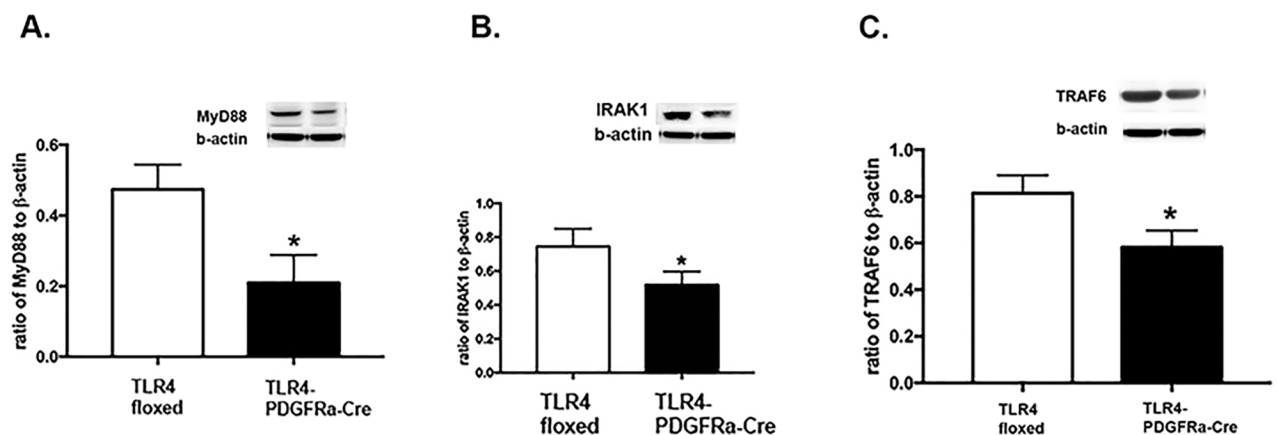 A.
MyD88
b-actin
ratio of MyD88 to β-actin
0.6
0.4
0.2
0.0
*
TLR4
floxed
TLR4-
PDGFRa-Cre
B.
IRAK1
b-actin
ratio of IRAK1 to β-actin
1.0
0.8
0.6
0.4
0.2
0.0
*
TLR4
floxed
TLR4-
PDGFRa-Cre
C.
TRAF6
b-actin
ratio of TRAF6 to β-actin
1.0
0.8
0.6
0.4
0.2
0.0
*
TLR4
floxed
TLR4-
PDGFRa-Cre